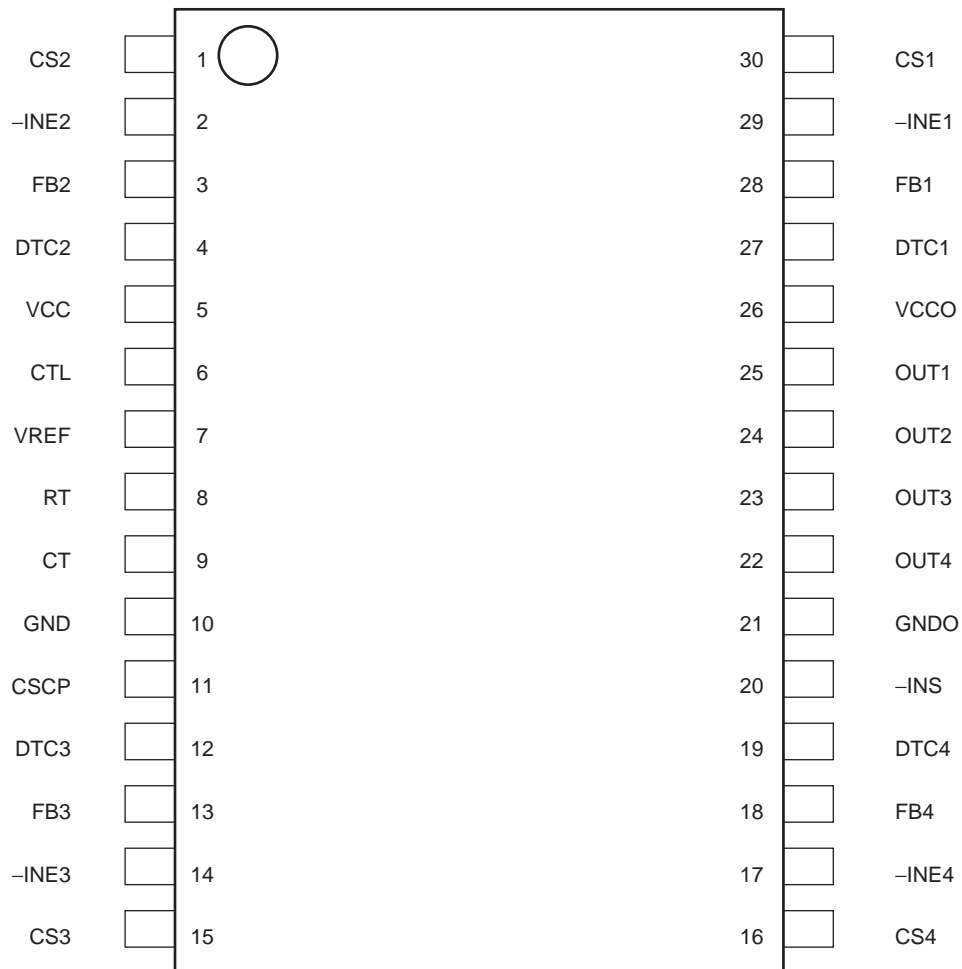 CS2 1 30 CS1
−INE2 2 29 −INE1
FB2 3 28 FB1
DTC2 4 27 DTC1
VCC 5 26 VCCO
CTL 6 25 OUT1
VREF 7 24 OUT2
RT 8 23 OUT3
CT 9 22 OUT4
GND 10 21 GNDO
CSCP 11 20 −INS
DTC3 12 19 DTC4
FB3 13 18 FB4
−INE3 14 17 −INE4
CS3 15 16 CS4